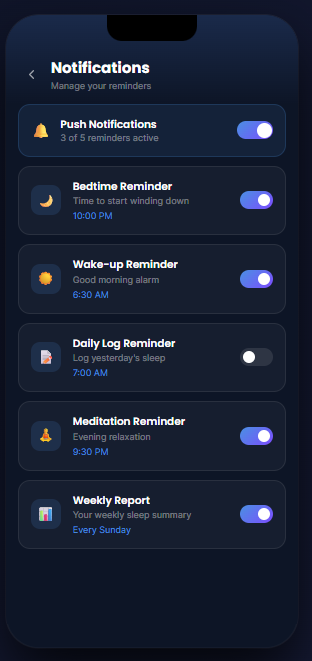 Notifications
Manage your reminders
Push Notifications
3 of 5 reminders active
Bedtime Reminder
Time to start winding down
10:00 PM
Wake-up Reminder
Good morning alarm
6:30 AM
Daily Log Reminder
Log yesterday's sleep
7:00 AM
Meditation Reminder
Evening relaxation
9:30 PM
Weekly Report
Your weekly sleep summary
Every Sunday